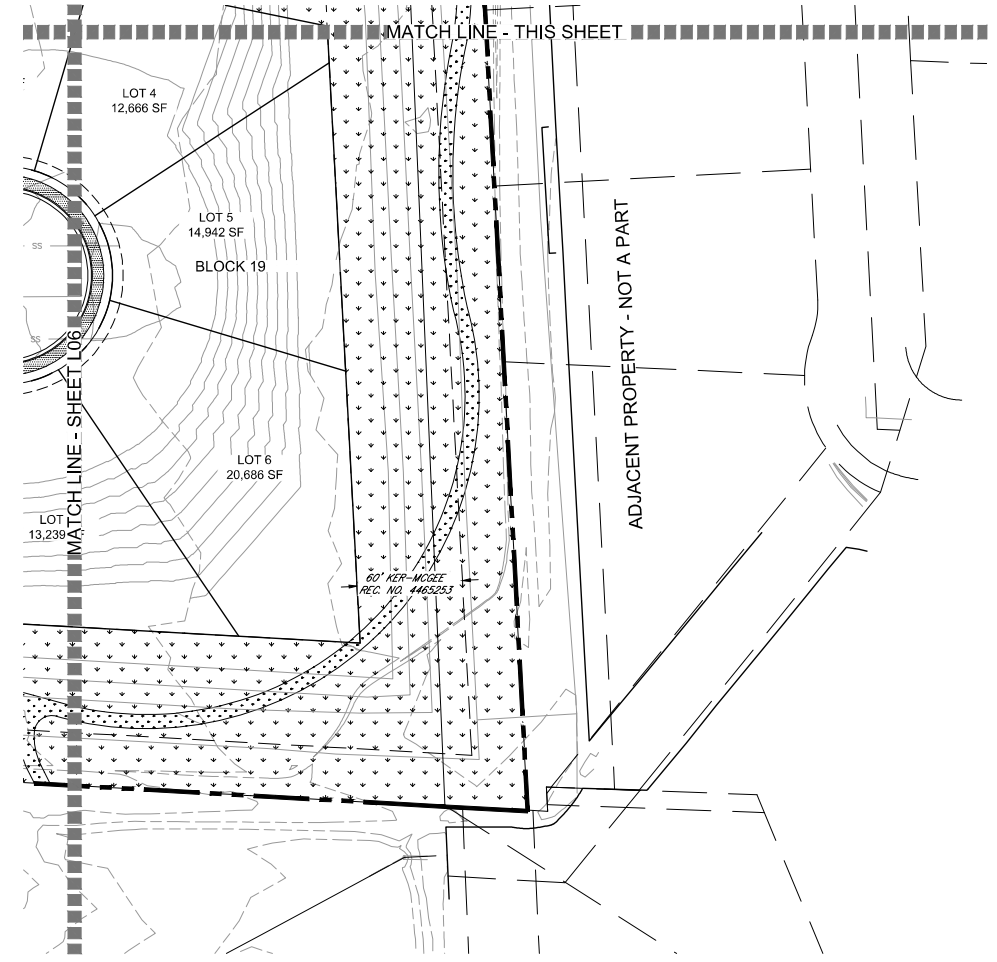 MATCH LINE - THIS SHEET
LOT 4
12,666 SF
LOT 5
14,942 SF
BLOCK 19
SS
SS
MATCH LINE - SHEET L06
ADJACENT PROPERTY - NOT A PART
LOT 6
20,686 SF
LOT
13,239 SF
60' KER-MCGEE
REC. NO. 4465253